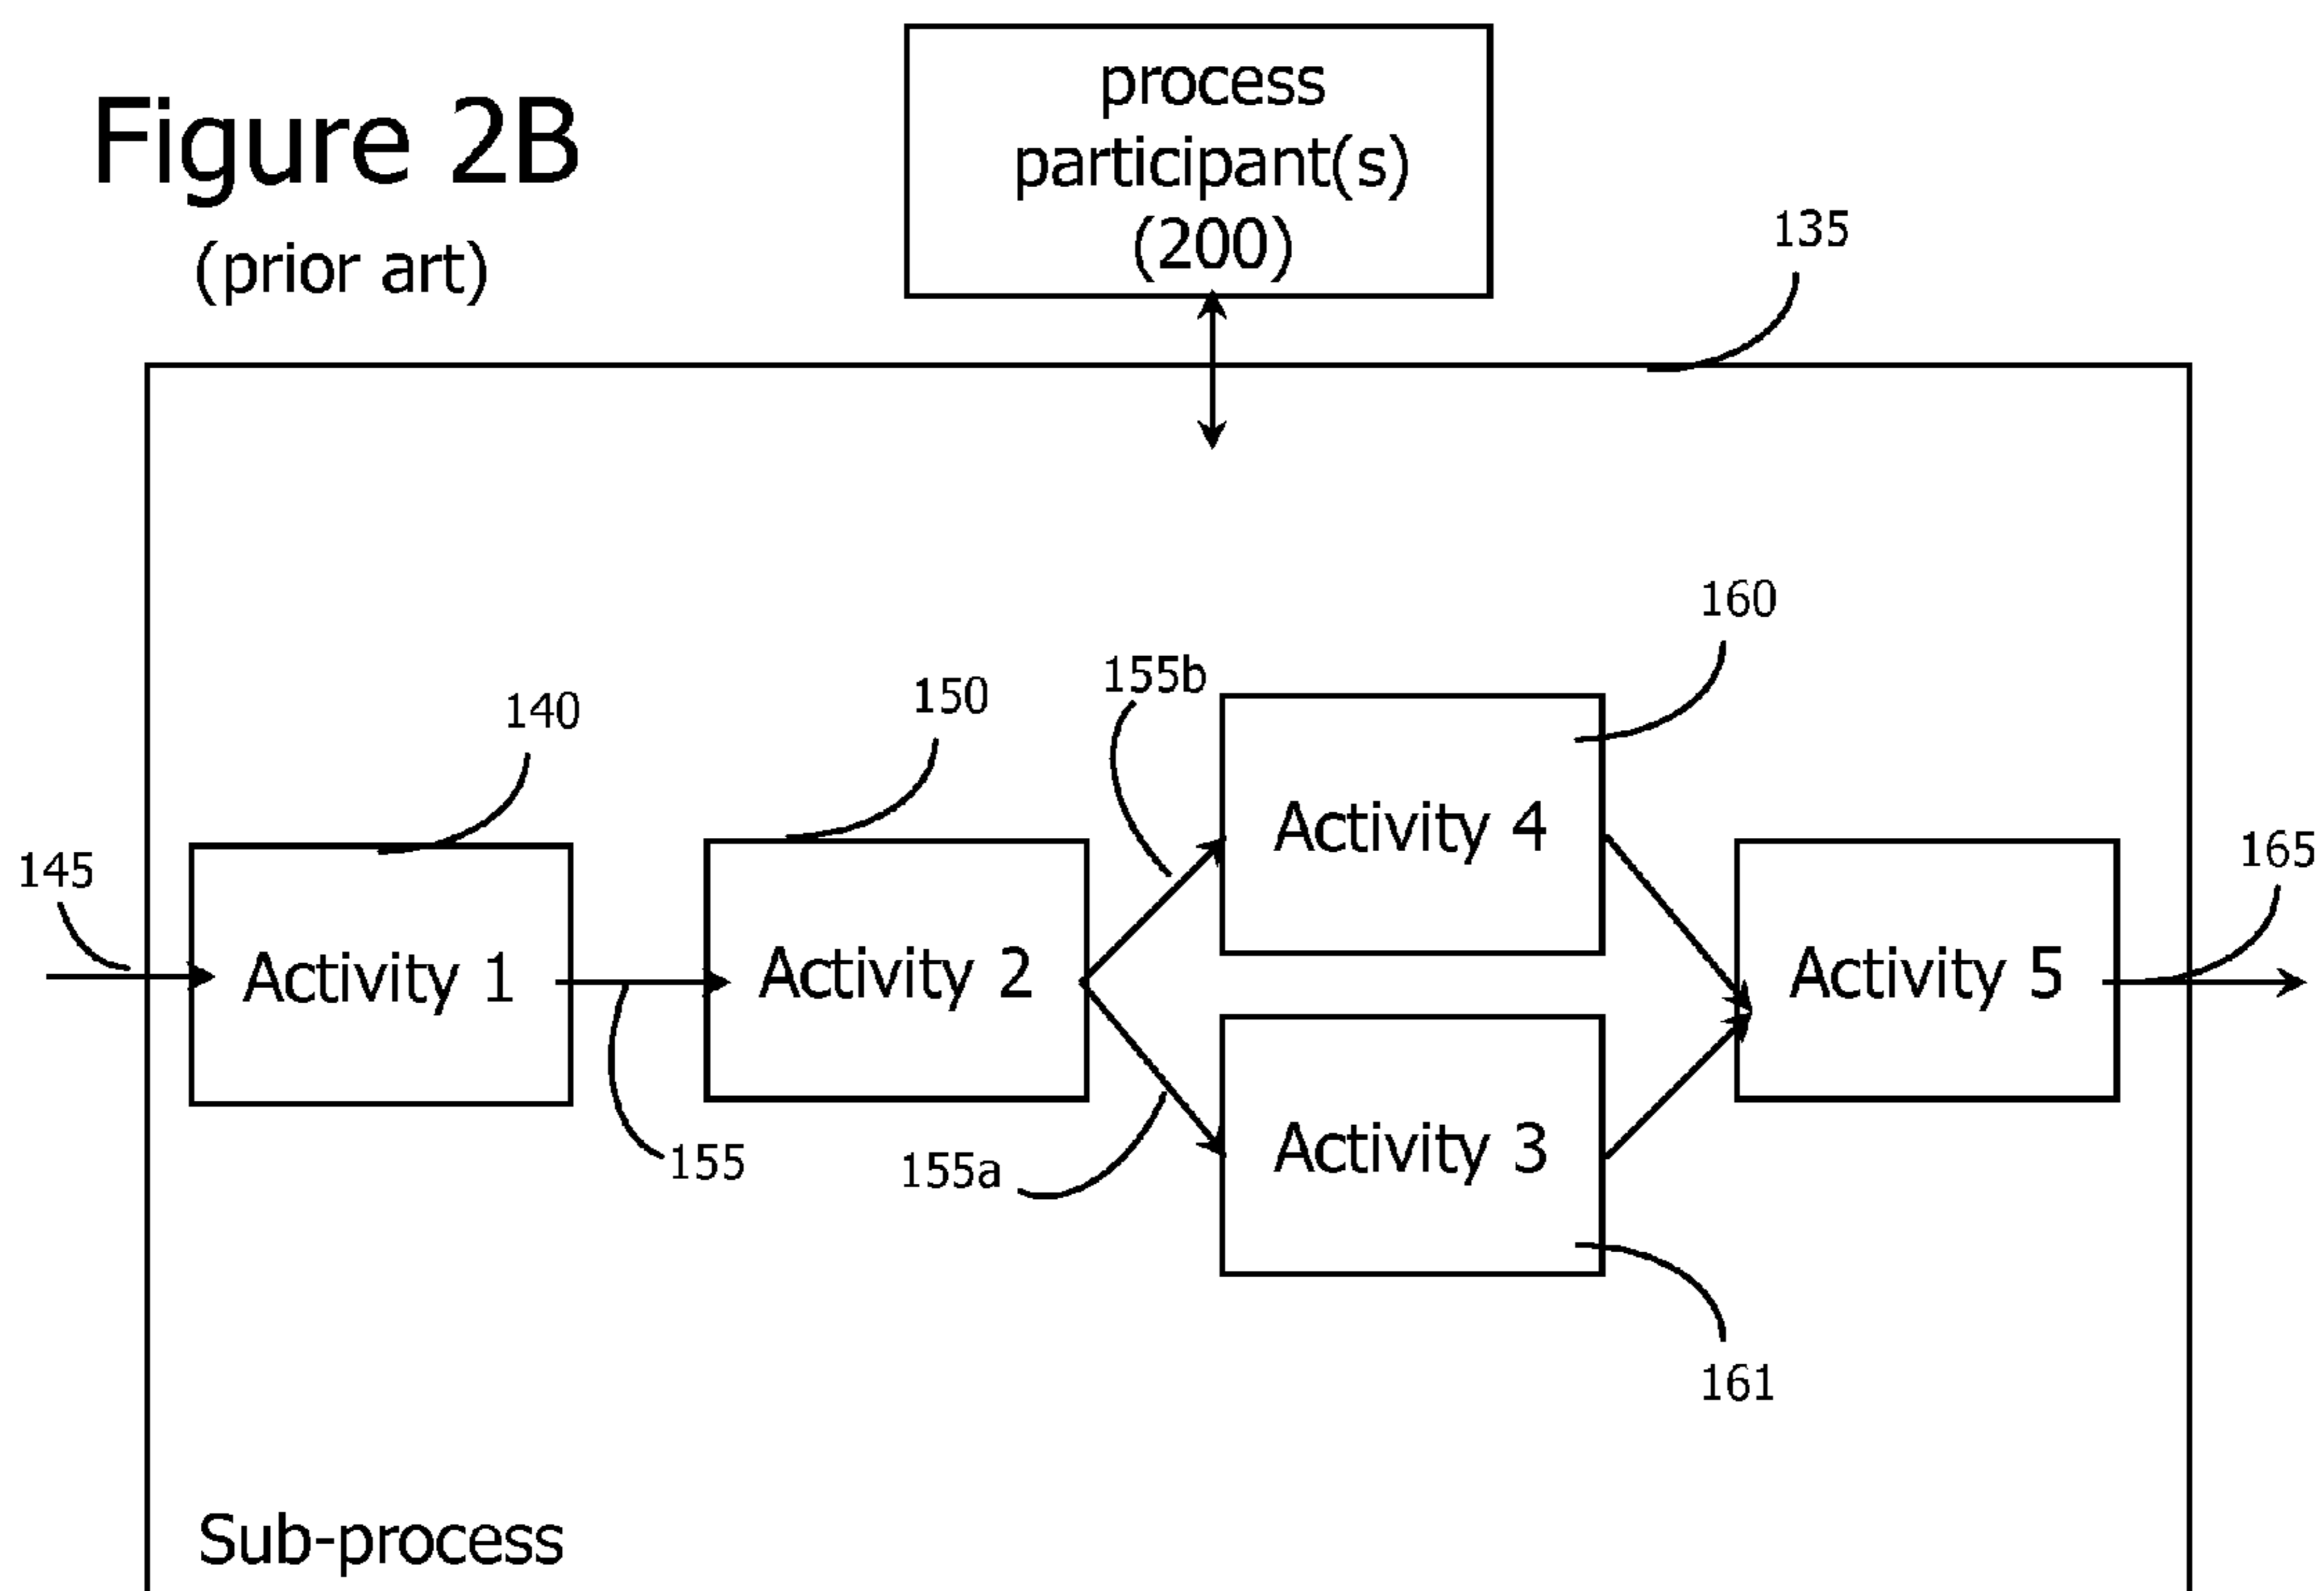 Figure 2B
(prior art)
process
participant(s)
(200)
135
160
155b
150
140
Activity 4
145
165
Activity 1
Activity 2
Activity 5
155
155a
Activity 3
161
Sub-process